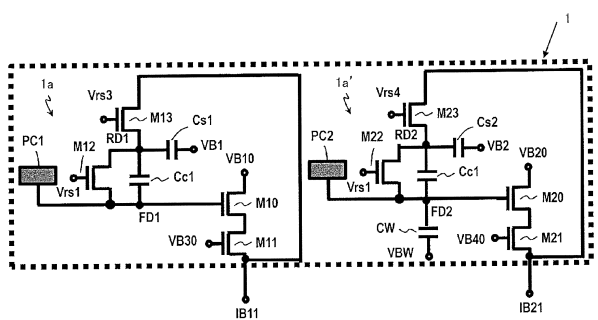 1
1a
Vrs3
M13
Cs1
RD1
VB1
PC1
M12
Cc1
Vrs1
VB10
M10
FD1
VB30
M11
IB11
1a'
Vrs4
M23
Cs2
RD2
VB2
PC2
M22
Cc1
Vrs1
VB20
M20
FD2
CW
VB40
M21
VBW
IB21